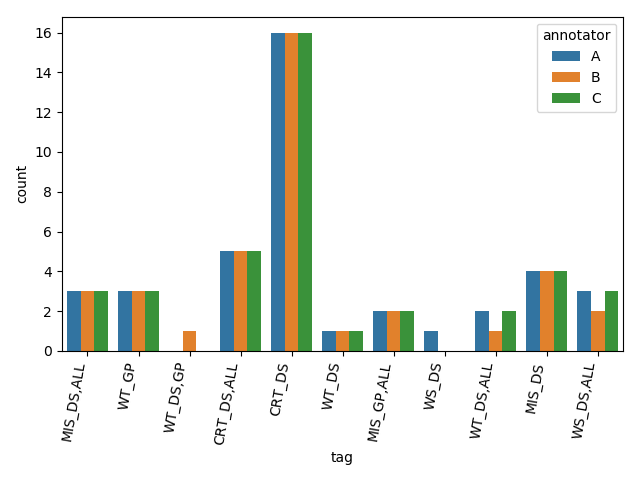 annotator
A
B
C
16
14
12
10
8
6
4
2
0
count
MIS_DS,ALL
WT_GP
WT_DS,GP
CRT_DS,ALL
CRT_DS
WT_DS
MIS_GP,ALL
WS_DS
WT_DS,ALL
MIS_DS
WS_DS,ALL
tag